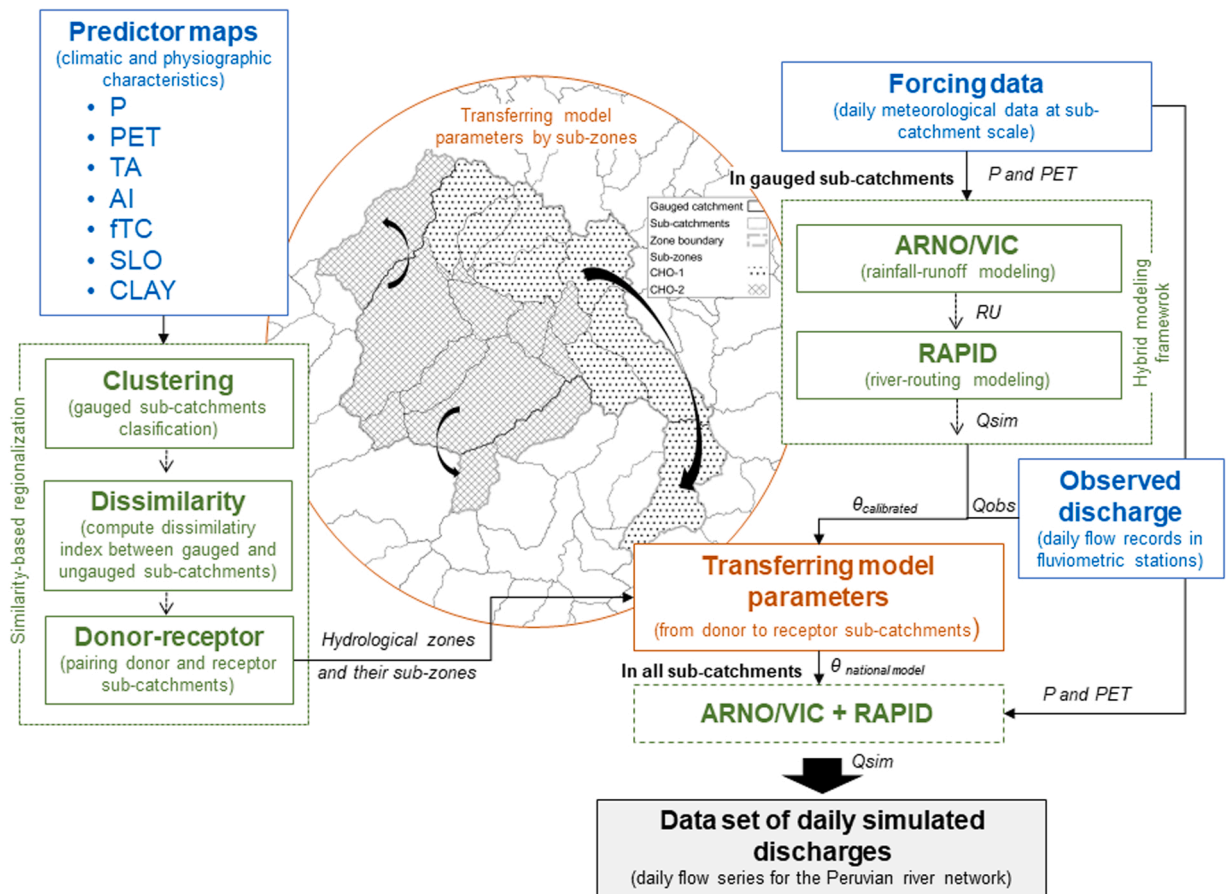 Predictor maps
(climatic and physiographic
characteristics)
• P
• PET
• TA
• AI
• fTC
• SLO
• CLAY
Similarity-based regionalization
Clustering
(gauged sub-catchments
clasification)
Dissimilarity
(compute dissimilatiry
index between gauged and
ungauged sub-catchments)
Donor-receptor
(pairing donor and receptor
sub-catchments)
Hydrological zones
and their sub-zones
Transferring model
parameters by sub-zones
Gauged catchment
Sub-catchments
Zone boundary
Sub-zones
CHO-1
CHO-2
Forcing data
(daily meteorological data at sub-
catchment scale)
In gauged sub-catchments
P and PET
ARNO/VIC
(rainfall-runoff modeling)
RU
RAPID
(river-routing modeling)
Qsim
Hybrid modeling
framewrok
Observed
discharge
(daily flow records in
fluviometric stations)
θcalibrated
Qobs
Transferring model
parameters
(from donor to receptor sub-catchments)
In all sub-catchments
θ national model
P and PET
ARNO/VIC + RAPID
Qsim
Data set of daily simulated
discharges
(daily flow series for the Peruvian river network)